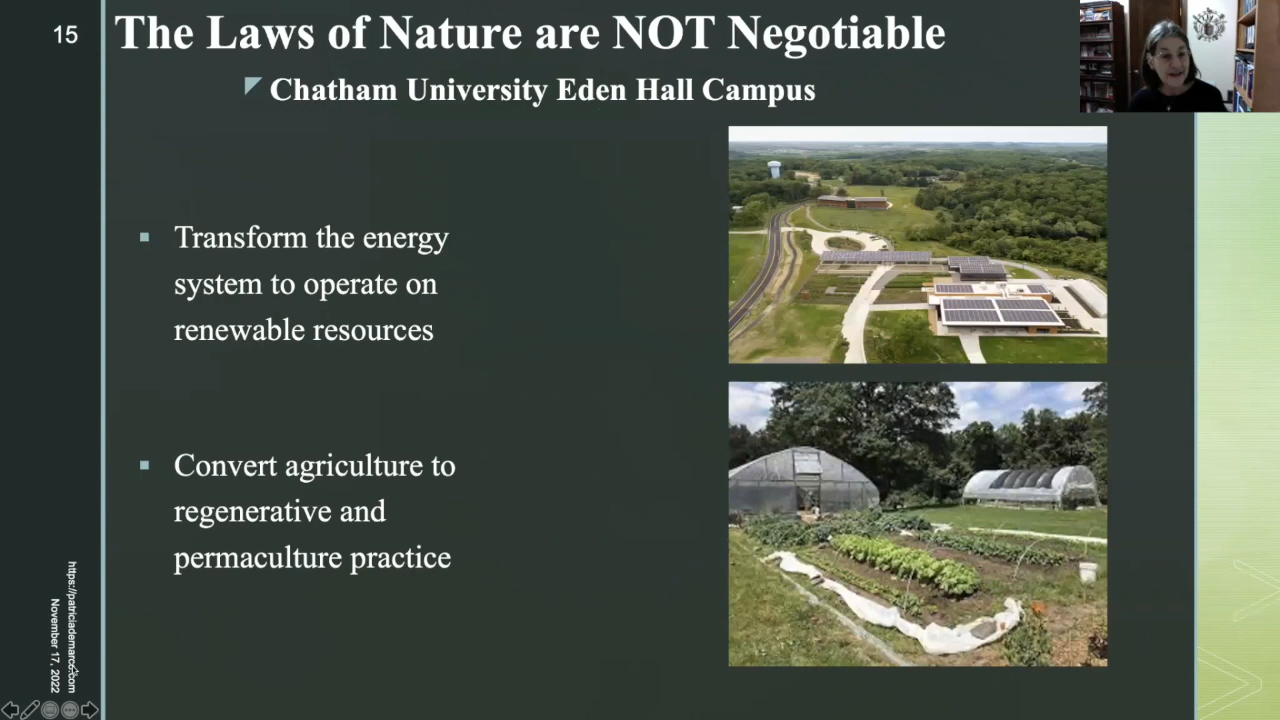 15
The Laws of Nature are NOT Negotiable
Chatham University Eden Hall Campus
Transform the energy
system to operate on
renewable resources
Convert agriculture to
regenerative and
permaculture practice
https://patriciademarco.com
November 17, 2022